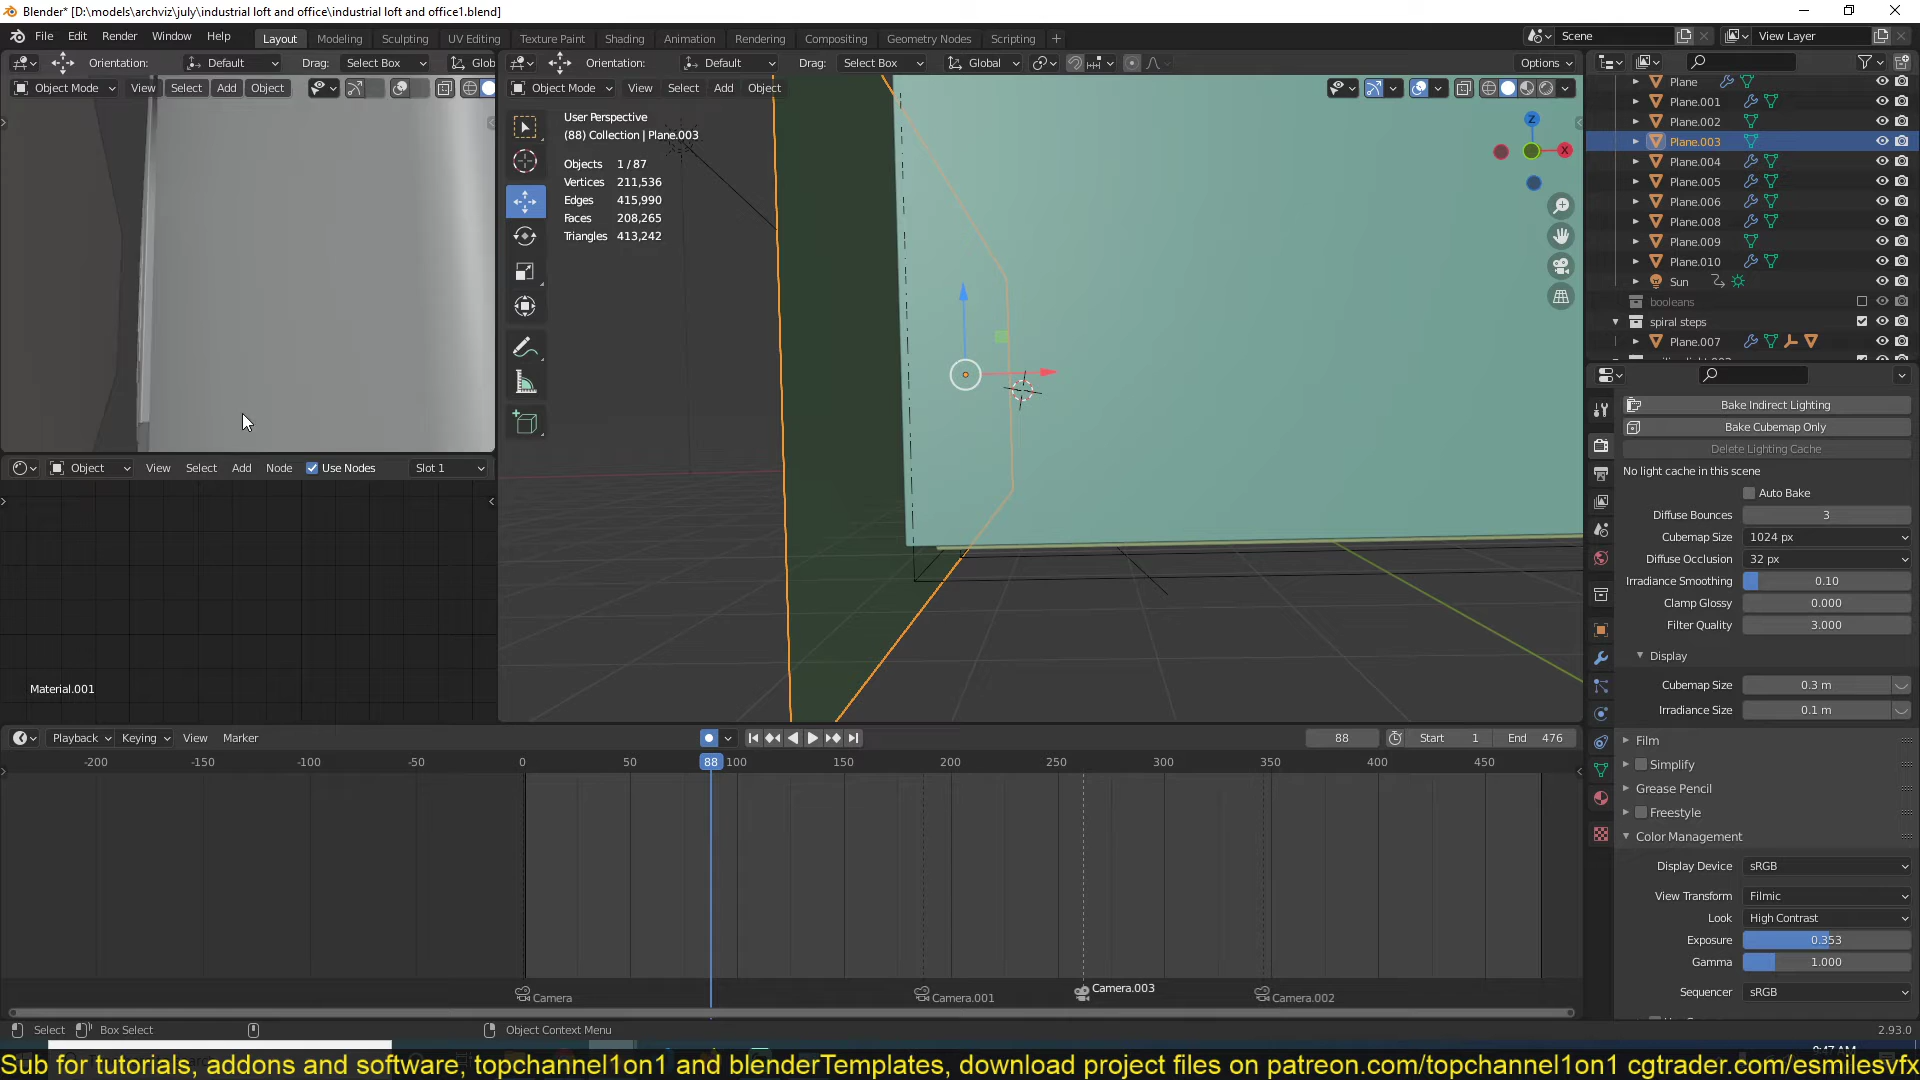 Blender* [D:\models\archviz\july\industrial loft and office\industrial loft and office1.blend]
File Edit Render Window Help Layout Modeling Sculpting UV Editing Texture Paint Shading Animation Rendering Compositing Geometry Nodes Scripting Scene View Layer
Orientation: Default Drag: Select Box Glob Orientation: Default Drag: Select Box Global Options
Object Mode View Select Add Object Object Mode View Select Add Object
User Perspective
(88) Collection | Plane.003
Objects 1 / 87
Vertices 211,536
Edges 415,990
Faces 208,265
Triangles 413,242
Z
X
Plane
Plane.001
Plane.002
Plane.003
Plane.004
Plane.005
Plane.006
Plane.008
Plane.009
Plane.010
Sun
booleans
spiral steps
Plane.007
Bake Indirect Lighting
Bake Cubemap Only
Delete Lighting Cache
No light cache in this scene
Auto Bake
Diffuse Bounces 3
Cubemap Size 1024 px
Diffuse Occlusion 32 px
Irradiance Smoothing 0.10
Clamp Glossy 0.000
Filter Quality 3.000
Display
Cubemap Size 0.3 m
Irradiance Size 0.1 m
Film
Simplify
Grease Pencil
Freestyle
Color Management
Display Device sRGB
View Transform Filmic
Look High Contrast
Exposure 0.353
Gamma 1.000
Sequencer sRGB
Object View Select Add Node Use Nodes Slot 1
Material.001
Playback Keying View Marker 88 Start 1 End 476
-200 -150 -100 -50 0 50 88 100 150 200 250 300 350 400 450
Camera Camera.001 Camera.003 Camera.002
Select Box Select Object Context Menu 2.93.0
Sub for tutorials, addons and software, topchannel1on1 and blenderTemplates, download project files on patreon.com/topchannel1on1 cgtrader.com/esmilesvfx